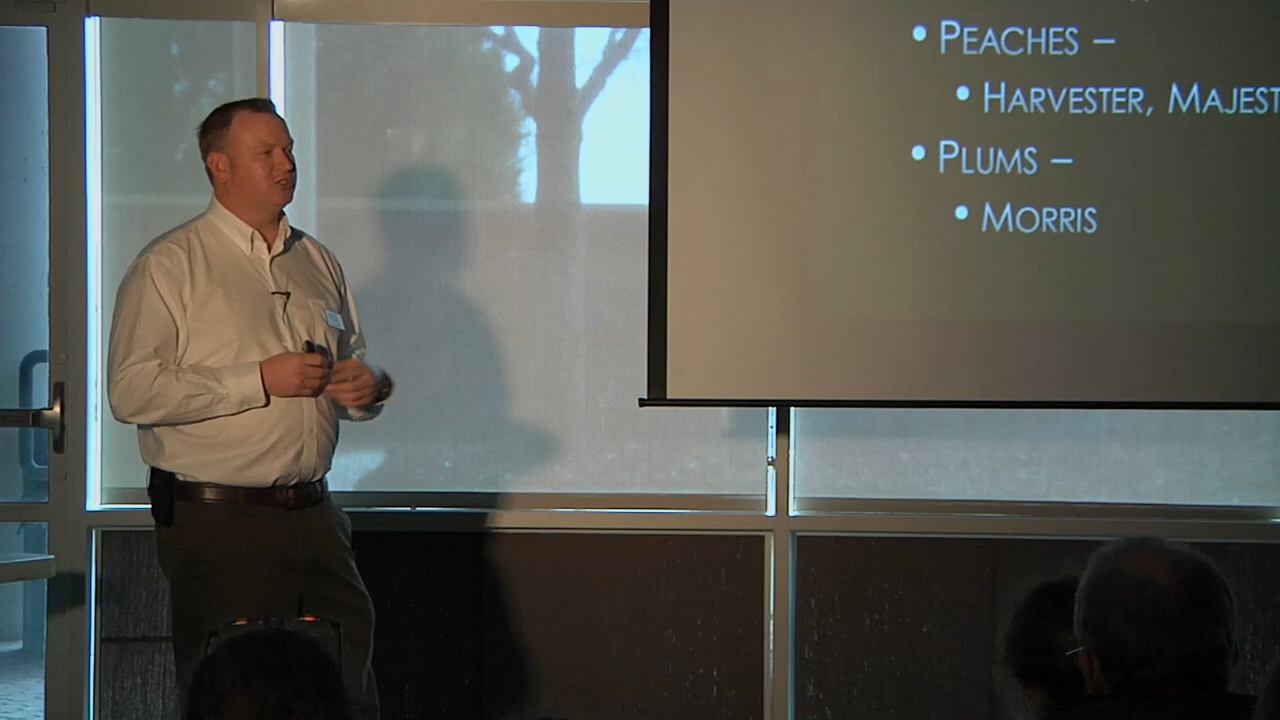 • PEACHES –
• HARVESTER, MAJEST
• PLUMS –
• MORRIS